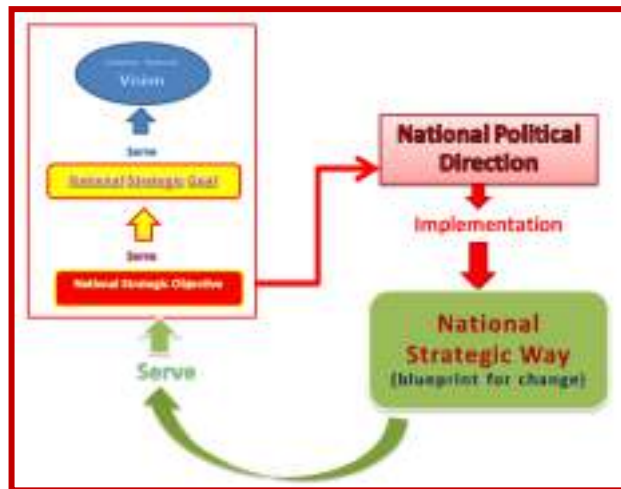 Vision
Serve
National Strategic Goal
Serve
National Strategic Objective
Serve
National Political
Direction
Implementation
National
Strategic Way
(blueprint for change)